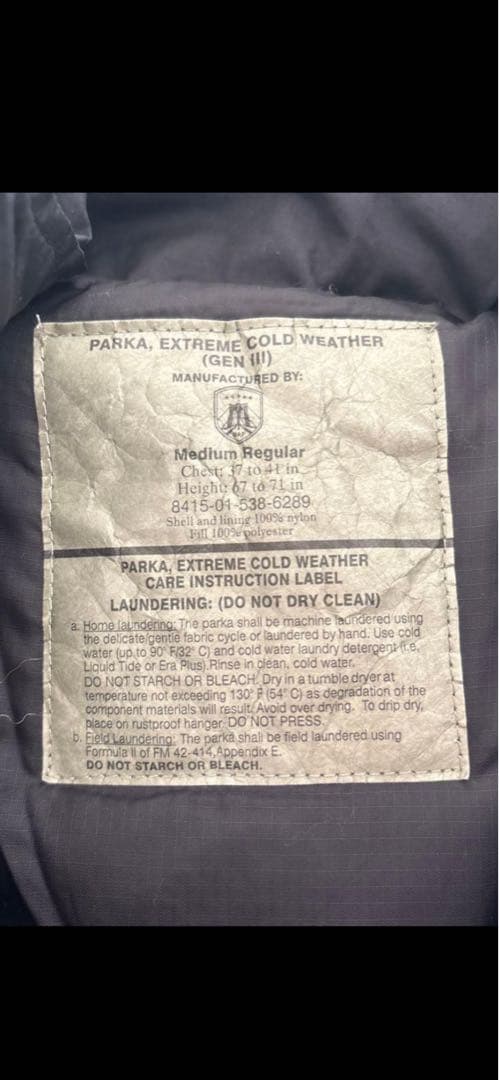 PARKA, EXTREME COLD WEATHER
(GEN III)
MANUFACTURED BY:
Medium Regular
Chest: 37 to 41 in
Height: 67 to 71 in
8415-01-538-6289
Shell and lining 100% nylon
Fill 100% polyester
PARKA, EXTREME COLD WEATHER
CARE INSTRUCTION LABEL
LAUNDERING: (DO NOT DRY CLEAN)
a. Home laundering: The parka shall be machine laundered using
the delicate/gentle fabric cycle or laundered by hand. Use cold
water (up to 90° F/32° C) and cold water laundry detergent (i.e.
Liquid Tide or Era Plus).Rinse in clean, cold water.
DO NOT STARCH OR BLEACH. Dry in a tumble dryer at
temperature not exceeding 130° F (54° C) as degradation of the
component materials will result. Avoid over drying. To drip dry,
place on rustproof hanger. DO NOT PRESS.
b. Field Laundering: The parka shall be field laundered using
Formula II of FM 42-414,Appendix E.
DO NOT STARCH OR BLEACH.